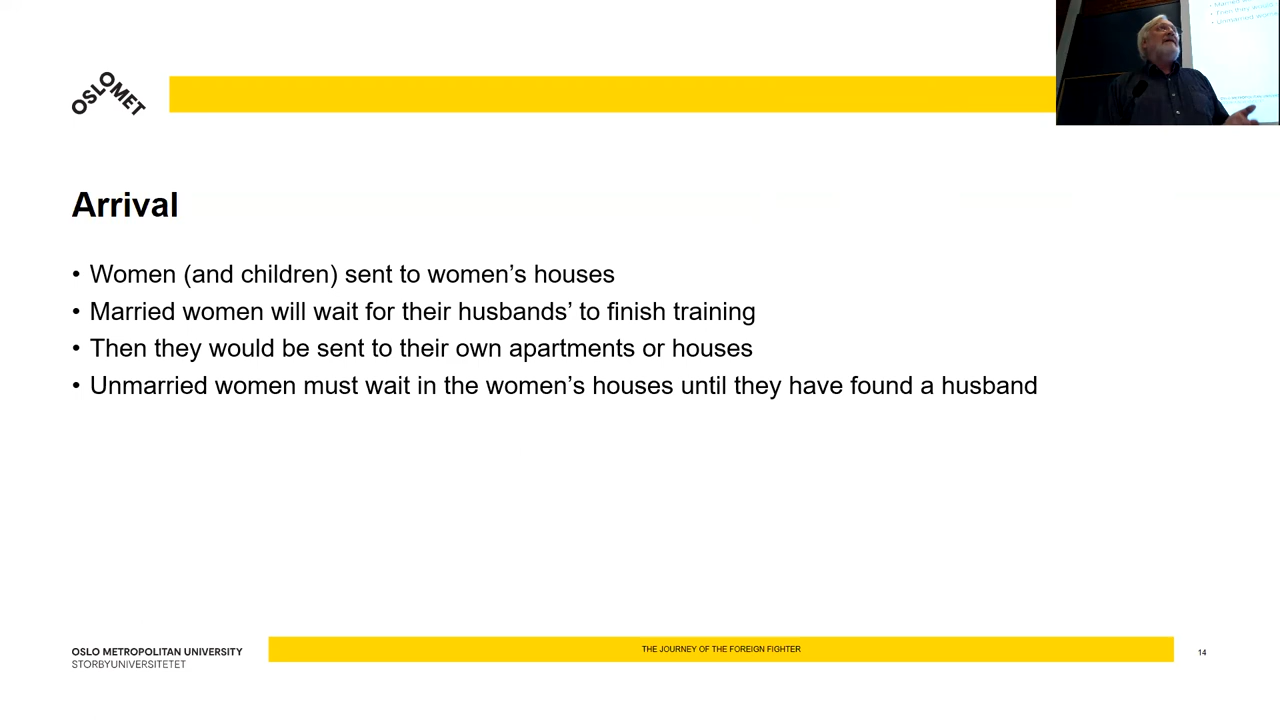 OSLOMET
Arrival
• Women (and children) sent to women’s houses
• Married women will wait for their husbands’ to finish training
• Then they would be sent to their own apartments or houses
• Unmarried women must wait in the women’s houses until they have found a husband
OSLO METROPOLITAN UNIVERSITY
STORBYUNIVERSITETET
THE JOURNEY OF THE FOREIGN FIGHTER
14